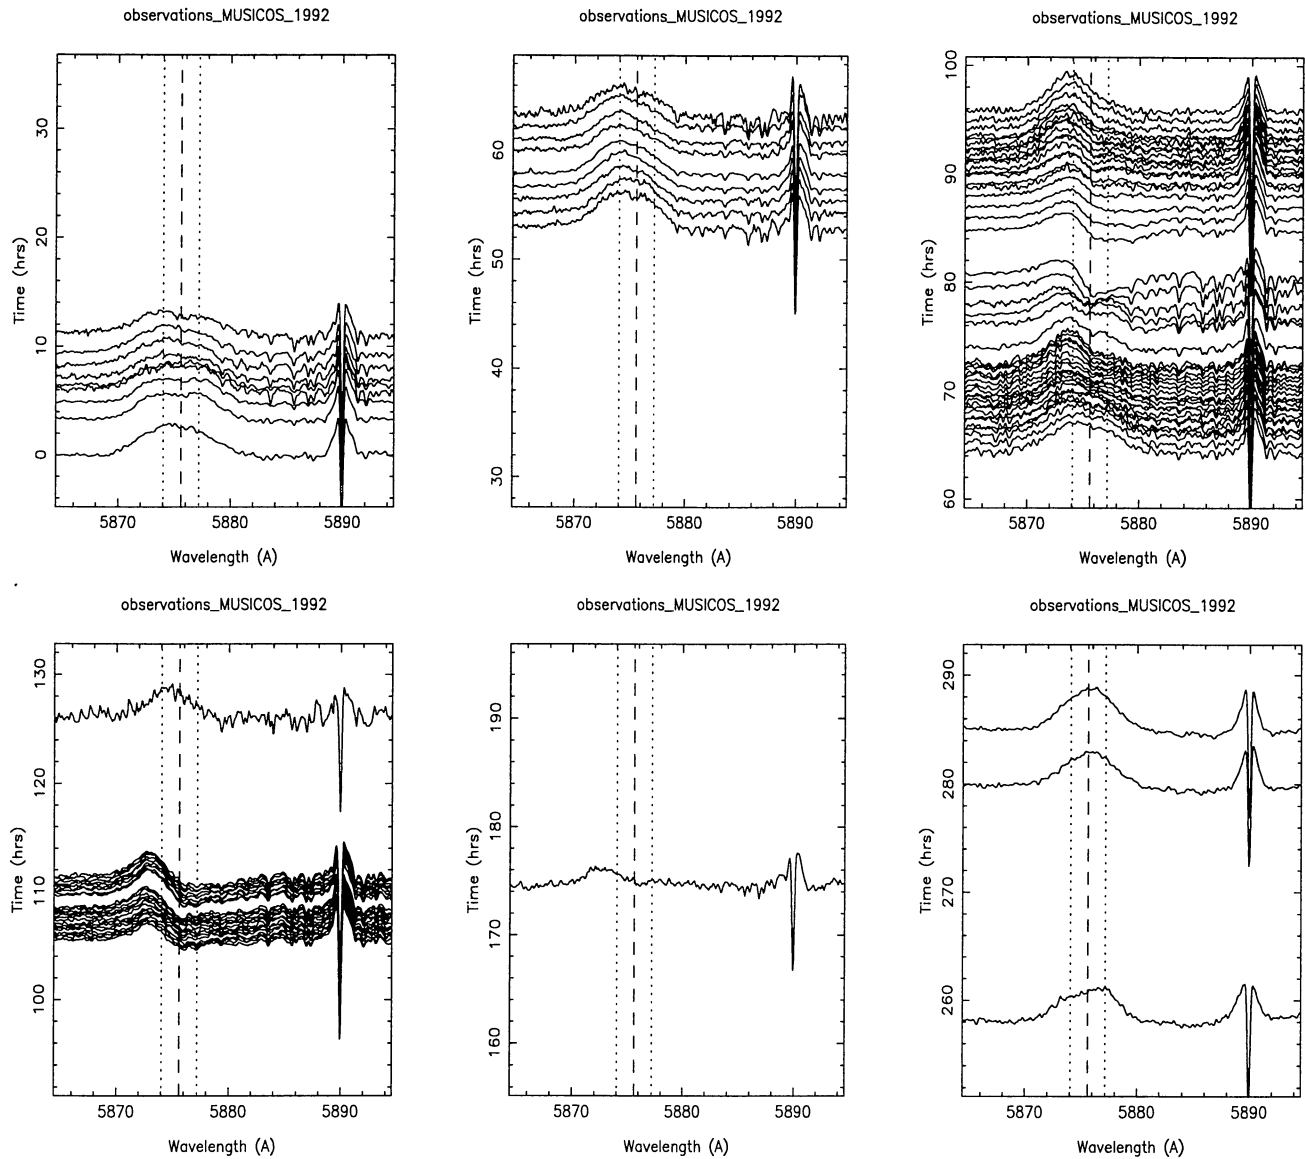 observations_MUSICOS_1992
observations_MUSICOS_1992
observations_MUSICOS_1992
Time (hrs)
0
10
20
30
5870
5880
5890
Wavelength (A)
Time (hrs)
30
40
50
60
5870
5880
5890
Wavelength (A)
Time (hrs)
60
70
80
90
100
5870
5880
5890
Wavelength (A)
observations_MUSICOS_1992
observations_MUSICOS_1992
observations_MUSICOS_1992
Time (hrs)
100
110
120
130
5870
5880
5890
Wavelength (A)
Time (hrs)
160
170
180
190
5870
5880
5890
Wavelength (A)
Time (hrs)
260
270
280
290
5870
5880
5890
Wavelength (A)